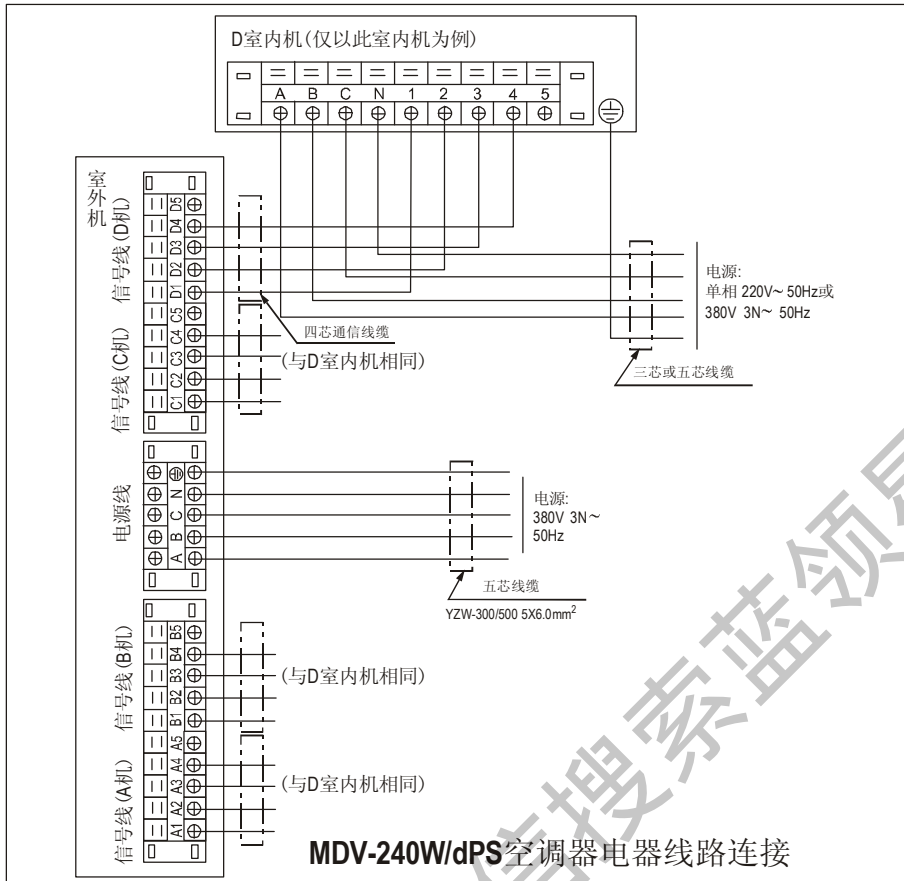 D室内机(仅以此室内机为例)
A B C N 1 2 3 4 5
室外机
信号线(D机)
D5
D4
D3
D2
D1
四芯通信线缆
信号线(C机)
C5
C4
C3
C2
C1
(与D室内机相同)
电源:
单相 220V~ 50Hz或
380V 3N~ 50Hz
三芯或五芯线缆
电源线
N
C
B
A
电源:
380V 3N~
50Hz
五芯线缆
YZW-300/500 5X6.0mm²
信号线(B机)
B5
B4
B3
B2
B1
(与D室内机相同)
信号线(A机)
A5
A4
A3
A2
A1
(与D室内机相同)
MDV-240W/dPS空调器电器线路连接
信搜索蓝领